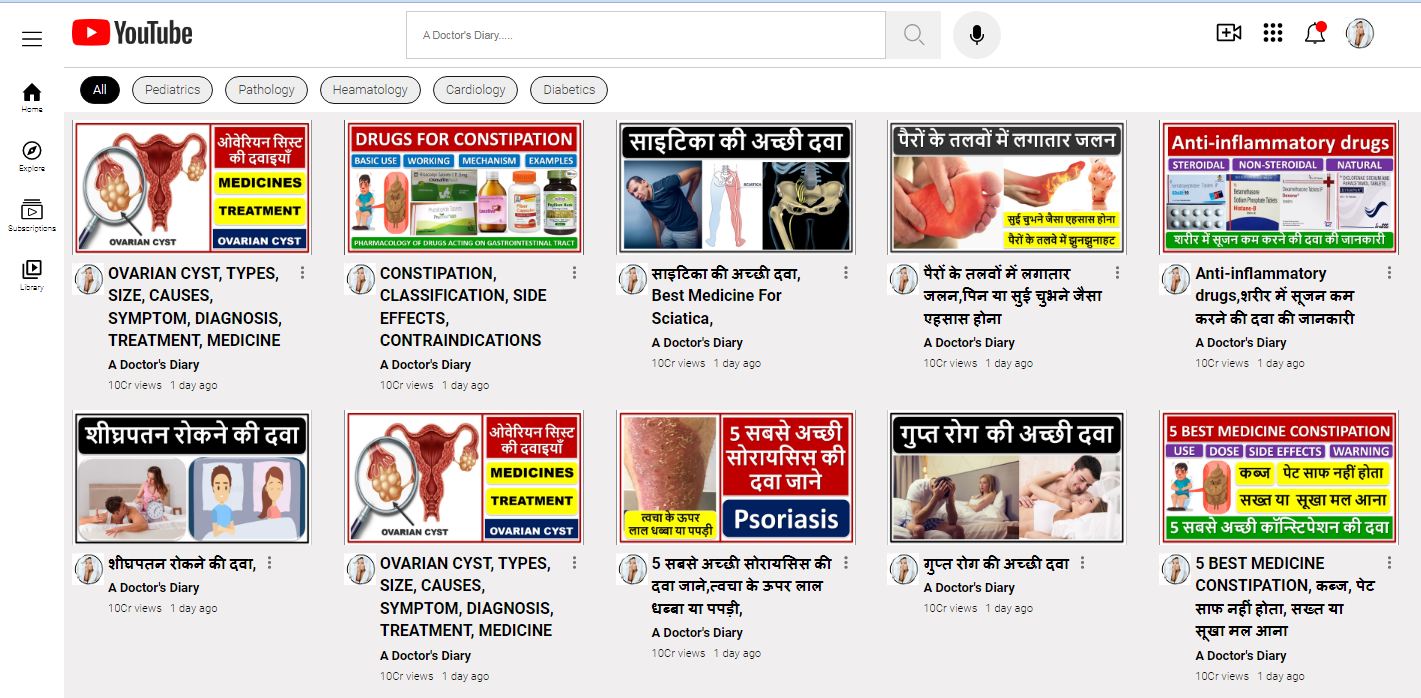 YouTube
A Doctor's Diary.....
Home
Explore
Subscriptions
Library
All
Pediatrics
Pathology
Heamatology
Cardiology
Diabetics
ओवेरियन सिस्ट
की दवाइयाँ
MEDICINES
TREATMENT
OVARIAN CYST
OVARIAN CYST
OVARIAN CYST, TYPES,
SIZE, CAUSES,
SYMPTOM, DIAGNOSIS,
TREATMENT, MEDICINE
A Doctor's Diary
10Cr views 1 day ago
DRUGS FOR CONSTIPATION
BASIC USE WORKING MECHANISM EXAMPLES
PHARMACOLOGY OF DRUGS ACTING ON GASTROINTESTINAL TRACT
CONSTIPATION,
CLASSIFICATION, SIDE
EFFECTS,
CONTRAINDICATIONS
A Doctor's Diary
10Cr views 1 day ago
साइटिका की अच्छी दवा
SCIATICA
साइटिका की अच्छी दवा,
Best Medicine For
Sciatica,
A Doctor's Diary
10Cr views 1 day ago
पैरों के तलवों में लगातार जलन
सुई चुभने जैसा एहसास होना
पैरों के तलवे में झुनझुनाहट
पैरों के तलवों में लगातार
जलन,पिन या सुई चुभने जैसा
एहसास होना
A Doctor's Diary
10Cr views 1 day ago
Anti-inflammatory drugs
STEROIDAL NON-STEROIDAL NATURAL
शरीर में सूजन कम करने की दवा की जानकारी
Anti-inflammatory
drugs,शरीर में सूजन कम
करने की दवा की जानकारी
A Doctor's Diary
10Cr views 1 day ago
शीघ्रपतन रोकने की दवा
शीघ्रपतन रोकने की दवा,
A Doctor's Diary
10Cr views 1 day ago
ओवेरियन सिस्ट
की दवाइयाँ
MEDICINES
TREATMENT
OVARIAN CYST
OVARIAN CYST
OVARIAN CYST, TYPES,
SIZE, CAUSES,
SYMPTOM, DIAGNOSIS,
TREATMENT, MEDICINE
A Doctor's Diary
10Cr views 1 day ago
5 सबसे अच्छी
सोरायसिस की
दवा जाने
त्वचा के ऊपर
लाल धब्बा या पपड़ी
Psoriasis
5 सबसे अच्छी सोरायसिस की
दवा जाने,त्वचा के ऊपर लाल
धब्बा या पपड़ी,
A Doctor's Diary
10Cr views 1 day ago
गुप्त रोग की अच्छी दवा
गुप्त रोग की अच्छी दवा
A Doctor's Diary
10Cr views 1 day ago
5 BEST MEDICINE CONSTIPATION
USE DOSE SIDE EFFECTS WARNING
कब्ज पेट साफ नहीं होता
सख्त या सूखा मल आना
5 सबसे अच्छी कॉन्स्टिपेशन की दवा
5 BEST MEDICINE
CONSTIPATION, कब्ज, पेट
साफ नहीं होता, सख्त या
सूखा मल आना
A Doctor's Diary
10Cr views 1 day ago